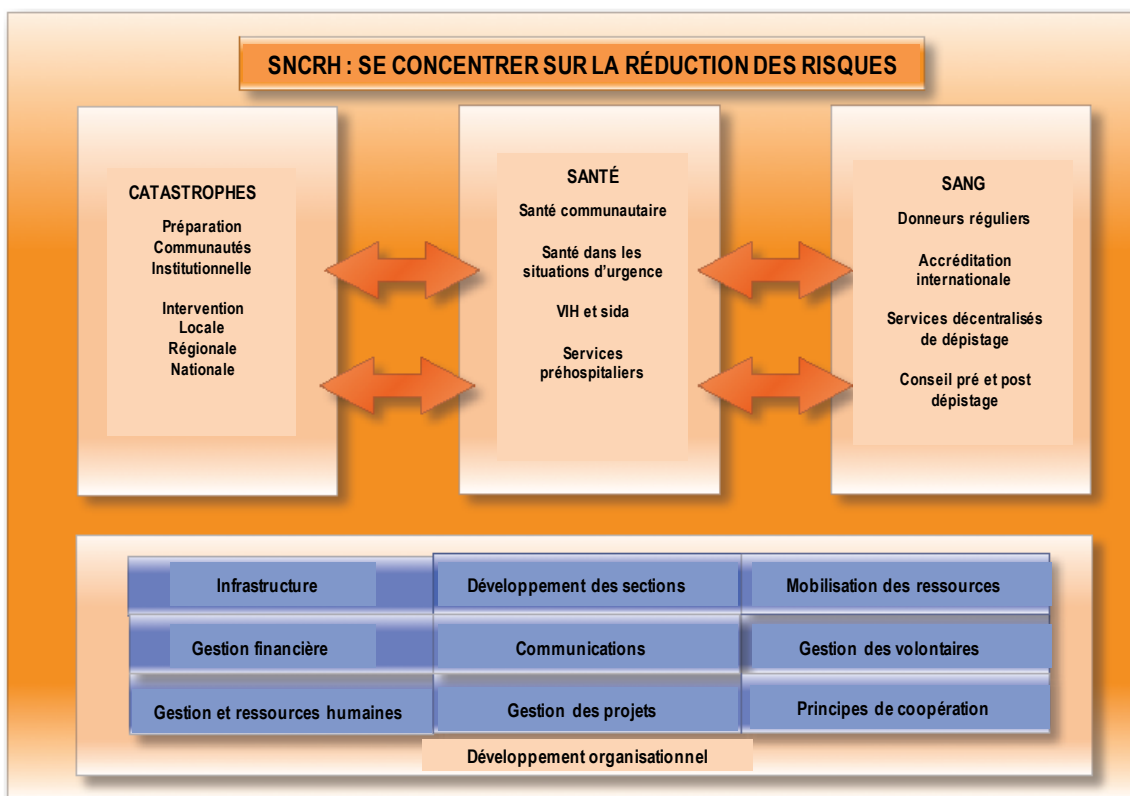 SNCRH : SE CONCENTRER SUR LA RÉDUCTION DES RISQUES
CATASTROPHES
Préparation
Communautés
Institutionnelle
Intervention
Locale
Régionale
Nationale
SANTÉ
Santé communautaire
Santé dans les
situations d’urgence
VIH et sida
Services
préhospitaliers
SANG
Donneurs réguliers
Accréditation
internationale
Services décentralisés
de dépistage
Conseil pré et post
dépistage
Infrastructure
Développement des sections
Mobilisation des ressources
Gestion financière
Communications
Gestion des volontaires
Gestion et ressources humaines
Gestion des projets
Principes de coopération
Développement organisationnel